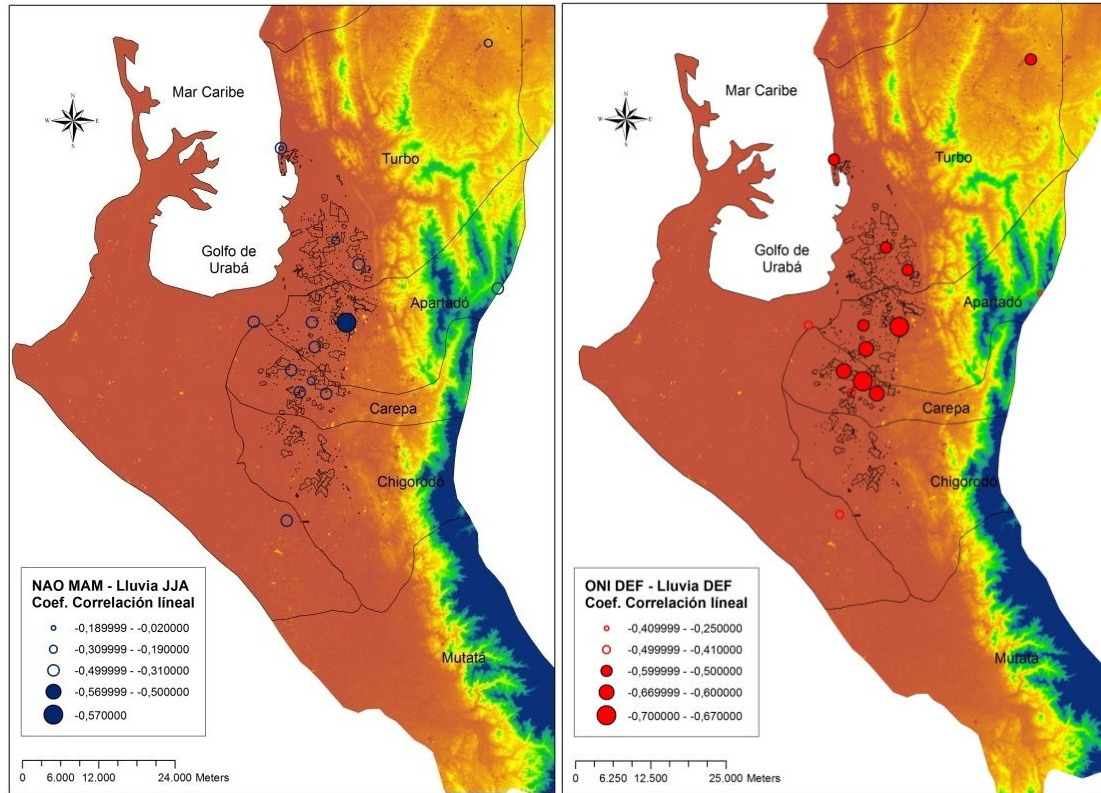 Mar Caribe
N
W E
S
Turbo
Golfo de
Urabá
Apartadó
Carepa
Chigorodó
Mutatá
NAO MAM - Lluvia JJA
Coef. Correlación líneal
-0,189999 - -0,020000
-0,309999 - -0,190000
-0,499999 - -0,310000
-0,569999 - -0,500000
-0,570000
0 6.000 12.000 24.000 Meters
Mar Caribe
N
W E
S
Turbo
Golfo de
Urabá
Apartadó
Carepa
Chigorodó
Mutatá
ONI DEF - Lluvia DEF
Coef. Correlación líneal
-0,409999 - -0,250000
-0,499999 - -0,410000
-0,599999 - -0,500000
-0,669999 - -0,600000
-0,700000 - -0,670000
0 6.250 12.500 25.000 Meters